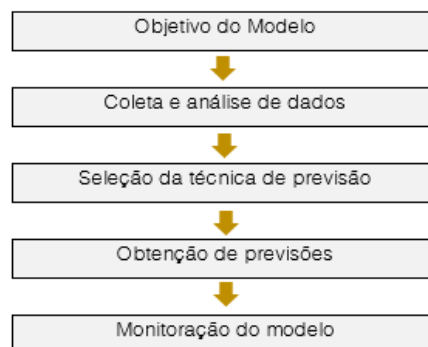 Objetivo do Modelo
Coleta e análise de dados
Seleção da técnica de previsão
Obtenção de previsões
Monitoração do modelo